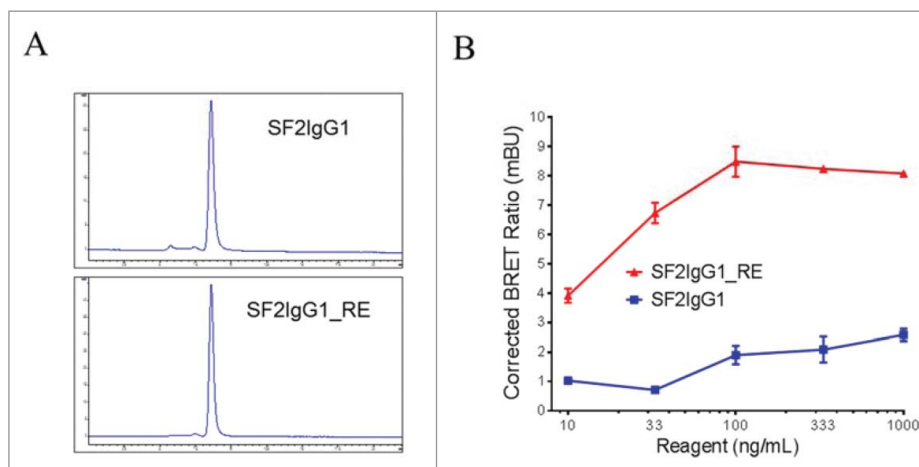 A
SF2IgG1
SF2IgG1_RE
B
Corrected BRET Ratio (mBU)
10
9
8
7
6
5
4
3
2
1
0
SF2IgG1_RE
SF2IgG1
10 33 100 333 1000
Reagent (ng/mL)